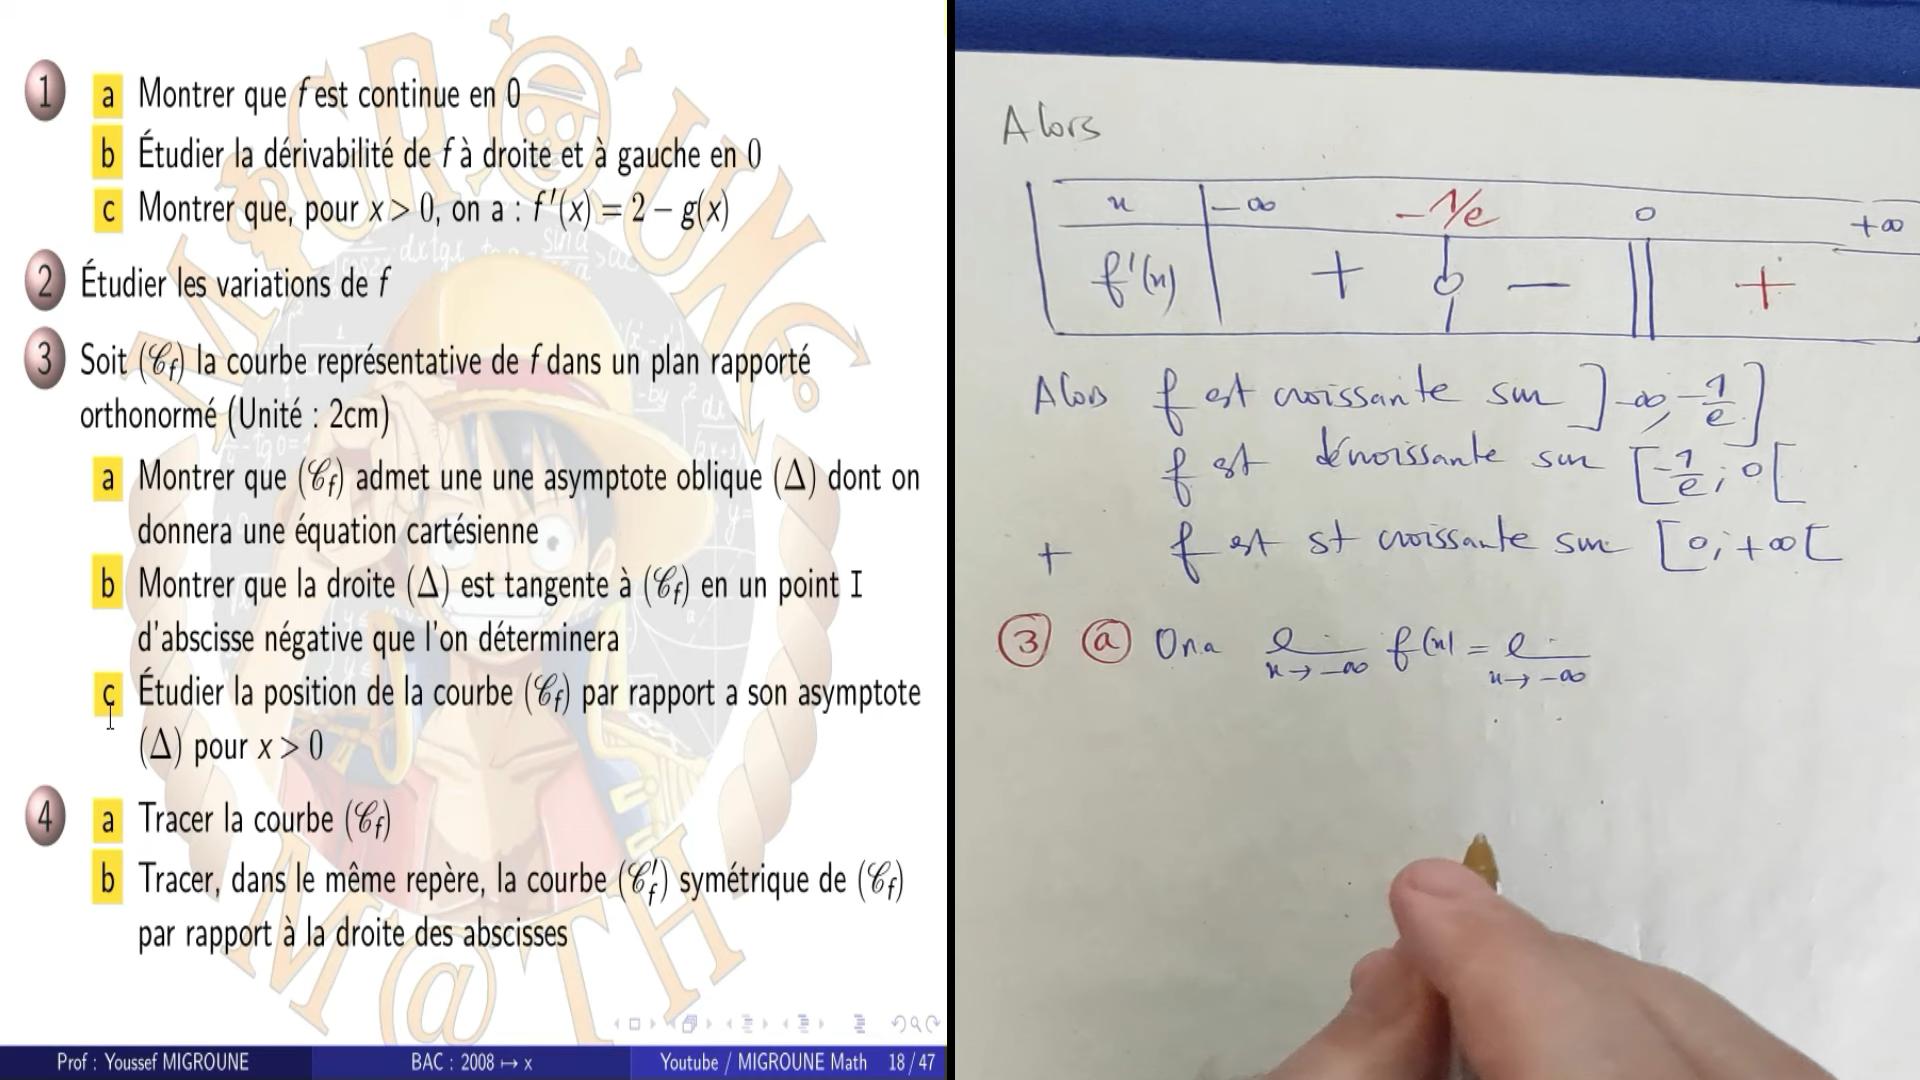 1 a Montrer que f est continue en 0
b Étudier la dérivabilité de f à droite et à gauche en 0
c Montrer que, pour x > 0, on a : f'(x) = 2 − g(x)
2 Étudier les variations de f
3 Soit (𝒞f) la courbe représentative de f dans un plan rapporté
orthonormé (Unité : 2cm)
a Montrer que (𝒞f) admet une une asymptote oblique (Δ) dont on
donnera une équation cartésienne
b Montrer que la droite (Δ) est tangente à (𝒞f) en un point I
d'abscisse négative que l'on déterminera
c Étudier la position de la courbe (𝒞f) par rapport a son asymptote
(Δ) pour x > 0
4 a Tracer la courbe (𝒞f)
b Tracer, dans le même repère, la courbe (𝒞'f) symétrique de (𝒞f)
par rapport à la droite des abscisses
MIGROUNE
M@TH
Prof : Youssef MIGROUNE BAC : 2008 ↦ x Youtube / MIGROUNE Math 18 / 47
Alors
x −∞ −1/e 0 +∞
f'(x) + 0 − || +
Alors f est croissante sur ]−∞, −1/e]
f est décroissante sur [−1/e ; 0[
+ f est st croissante sur [0 ; +∞[
3 a On a lim x→−∞ f(x) = lim x→−∞